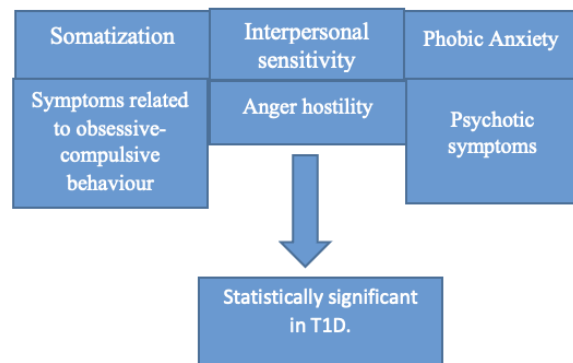 Somatization
Interpersonal
sensitivity
Phobic Anxiety
Symptoms related
to obsessive-
compulsive
behaviour
Anger hostility
Psychotic
symptoms
Statistically significant
in T1D.